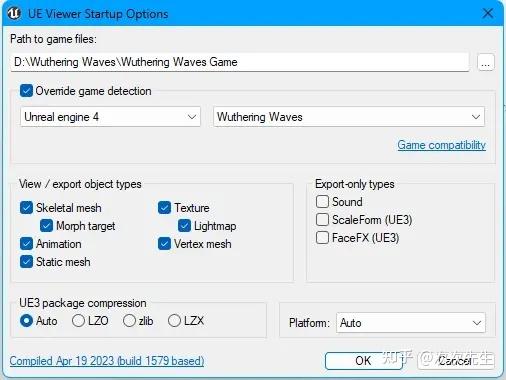 UE Viewer Startup Options
Path to game files:
D:\Wuthering Waves\Wuthering Waves Game
...
Override game detection
Unreal engine 4
Wuthering Waves
Game compatibility
View / export object types
Export-only types
Skeletal mesh
Texture
Sound
Morph target
Lightmap
ScaleForm (UE3)
Animation
Vertex mesh
FaceFX (UE3)
Static mesh
UE3 package compression
Auto
LZO
zlib
LZX
Platform:
Auto
Compiled Apr 19 2023 (build 1579 based)
OK
Cancel
知乎